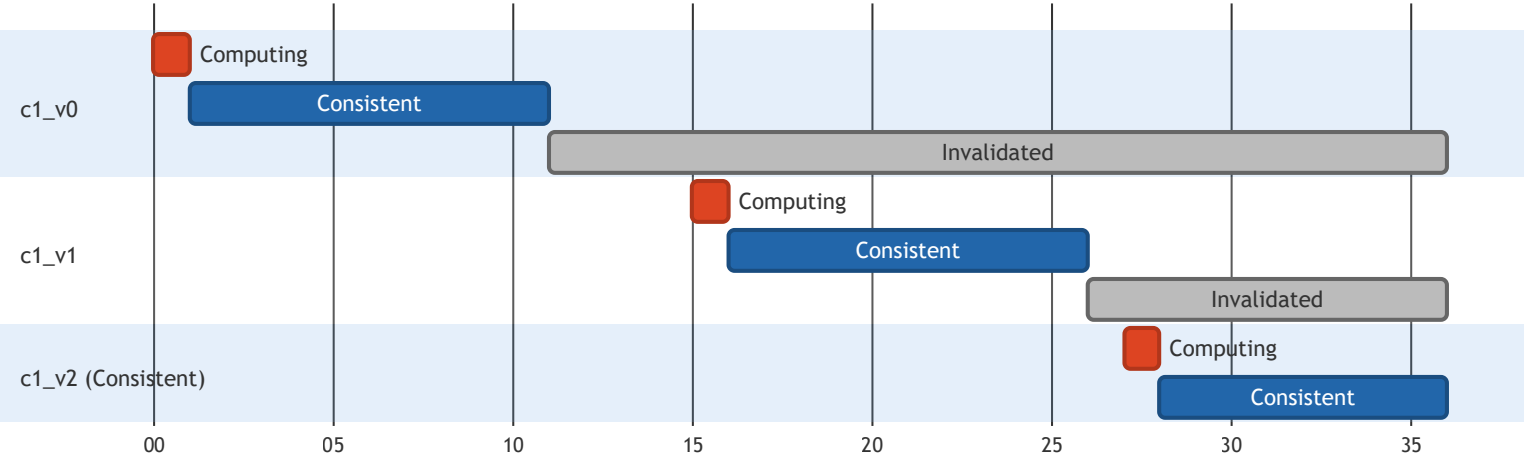 Computing
c1_v0
Consistent
Invalidated
Computing
c1_v1
Consistent
Invalidated
Computing
c1_v2 (Consistent)
Consistent
00 05 10 15 20 25 30 35